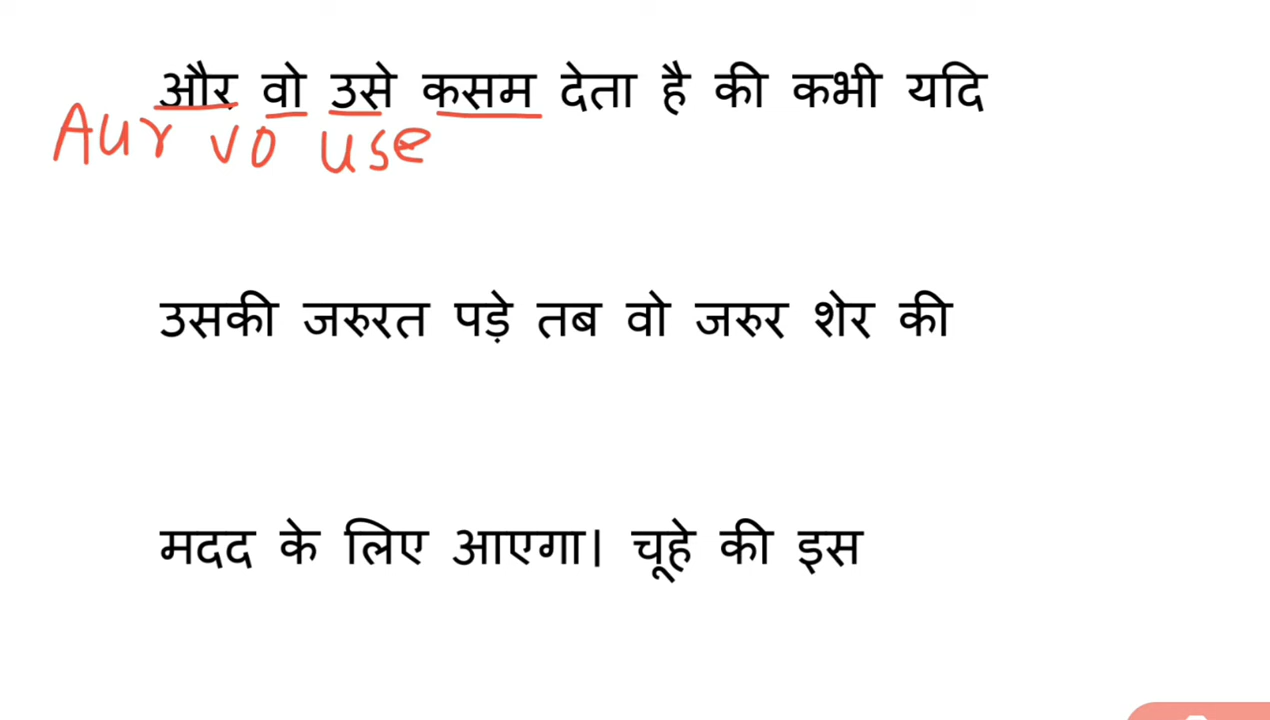 और वो उसे कसम देता है की कभी यदि
Aur vo use
उसकी जरुरत पड़े तब वो जरुर शेर की
मदद के लिए आएगा। चूहे की इस